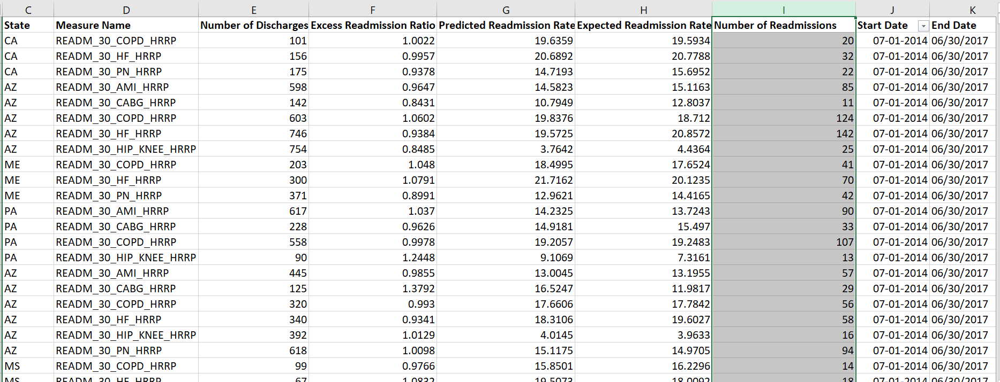 C D E F G H I J K
State Measure Name Number of Discharges Excess Readmission Ratio Predicted Readmission Rate Expected Readmission Rate Number of Readmissions Start Date End Date
CA READM_30_COPD_HRRP 101 1.0022 19.6359 19.5934 20 07-01-2014 06/30/2017
CA READM_30_HF_HRRP 156 0.9957 20.6892 20.7788 32 07-01-2014 06/30/2017
CA READM_30_PN_HRRP 175 0.9378 14.7193 15.6952 22 07-01-2014 06/30/2017
AZ READM_30_AMI_HRRP 598 0.9647 14.5823 15.1163 85 07-01-2014 06/30/2017
AZ READM_30_CABG_HRRP 142 0.8431 10.7949 12.8037 11 07-01-2014 06/30/2017
AZ READM_30_COPD_HRRP 603 1.0602 19.8376 18.712 124 07-01-2014 06/30/2017
AZ READM_30_HF_HRRP 746 0.9384 19.5725 20.8572 142 07-01-2014 06/30/2017
AZ READM_30_HIP_KNEE_HRRP 754 0.8485 3.7642 4.4364 25 07-01-2014 06/30/2017
ME READM_30_COPD_HRRP 203 1.048 18.4995 17.6524 41 07-01-2014 06/30/2017
ME READM_30_HF_HRRP 300 1.0791 21.7162 20.1235 70 07-01-2014 06/30/2017
ME READM_30_PN_HRRP 371 0.8991 12.9621 14.4165 42 07-01-2014 06/30/2017
PA READM_30_AMI_HRRP 617 1.037 14.2325 13.7243 90 07-01-2014 06/30/2017
PA READM_30_CABG_HRRP 228 0.9626 14.9181 15.497 33 07-01-2014 06/30/2017
PA READM_30_COPD_HRRP 558 0.9978 19.2057 19.2483 107 07-01-2014 06/30/2017
PA READM_30_HIP_KNEE_HRRP 90 1.2448 9.1069 7.3161 13 07-01-2014 06/30/2017
AZ READM_30_AMI_HRRP 445 0.9855 13.0045 13.1955 57 07-01-2014 06/30/2017
AZ READM_30_CABG_HRRP 125 1.3792 16.5247 11.9817 29 07-01-2014 06/30/2017
AZ READM_30_COPD_HRRP 320 0.993 17.6606 17.7842 56 07-01-2014 06/30/2017
AZ READM_30_HF_HRRP 340 0.9341 18.3106 19.6027 58 07-01-2014 06/30/2017
AZ READM_30_HIP_KNEE_HRRP 392 1.0129 4.0145 3.9633 16 07-01-2014 06/30/2017
AZ READM_30_PN_HRRP 618 1.0098 15.1175 14.9705 94 07-01-2014 06/30/2017
MS READM_30_COPD_HRRP 99 0.9766 15.8501 16.2296 14 07-01-2014 06/30/2017
MS READM_30_HF_HRRP 67 1.0832 19.5073 18.0092 18 07-01-2014 06/30/2017